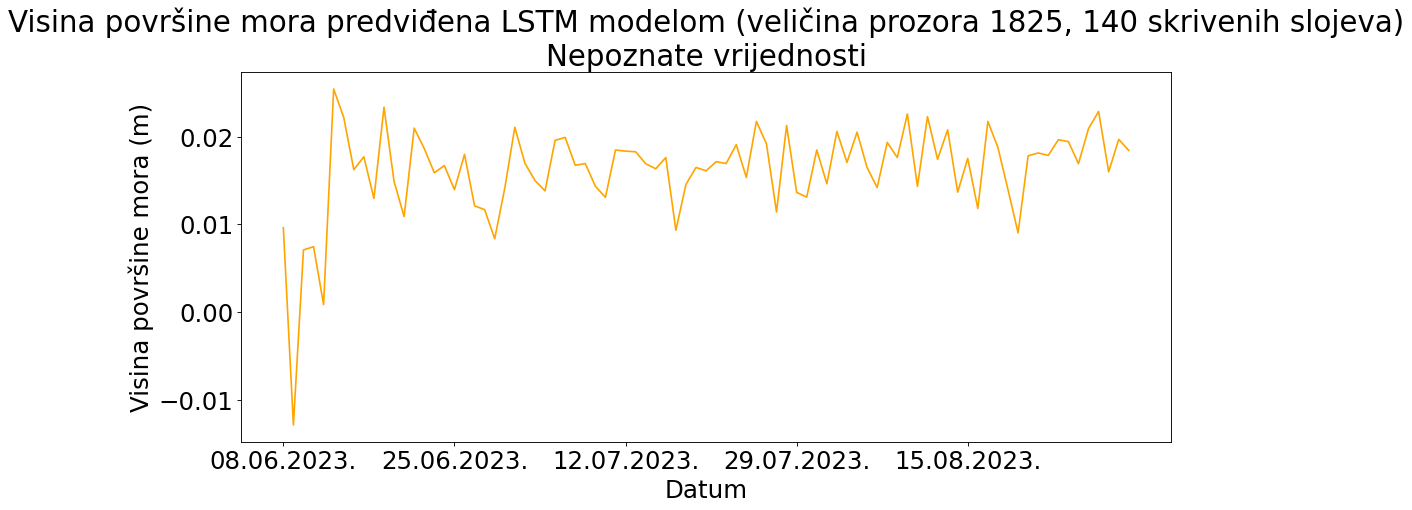 Visina površine mora predviđena LSTM modelom (veličina prozora 1825, 140 skrivenih slojeva)
Nepoznate vrijednosti
Visina površine mora (m)
0.02
0.01
0.00
−0.01
08.06.2023. 25.06.2023. 12.07.2023. 29.07.2023. 15.08.2023.
Datum